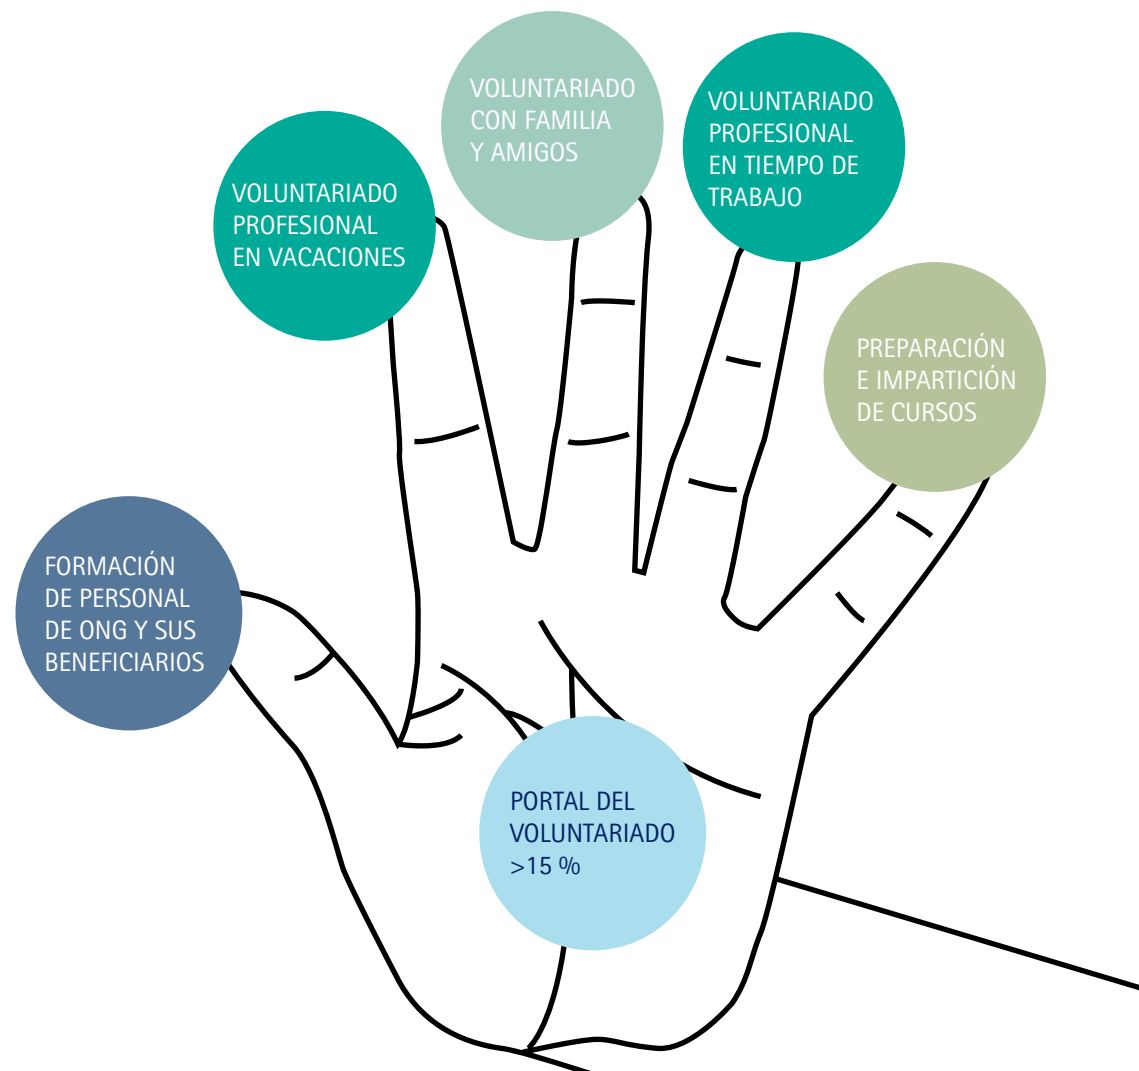 VOLUNTARIADO
CON FAMILIA
Y AMIGOS
VOLUNTARIADO
PROFESIONAL
EN TIEMPO DE
TRABAJO
VOLUNTARIADO
PROFESIONAL
EN VACACIONES
PREPARACIÓN
E IMPARTICIÓN
DE CURSOS
FORMACIÓN
DE PERSONAL
DE ONG Y SUS
BENEFICIARIOS
PORTAL DEL
VOLUNTARIADO
>15 %